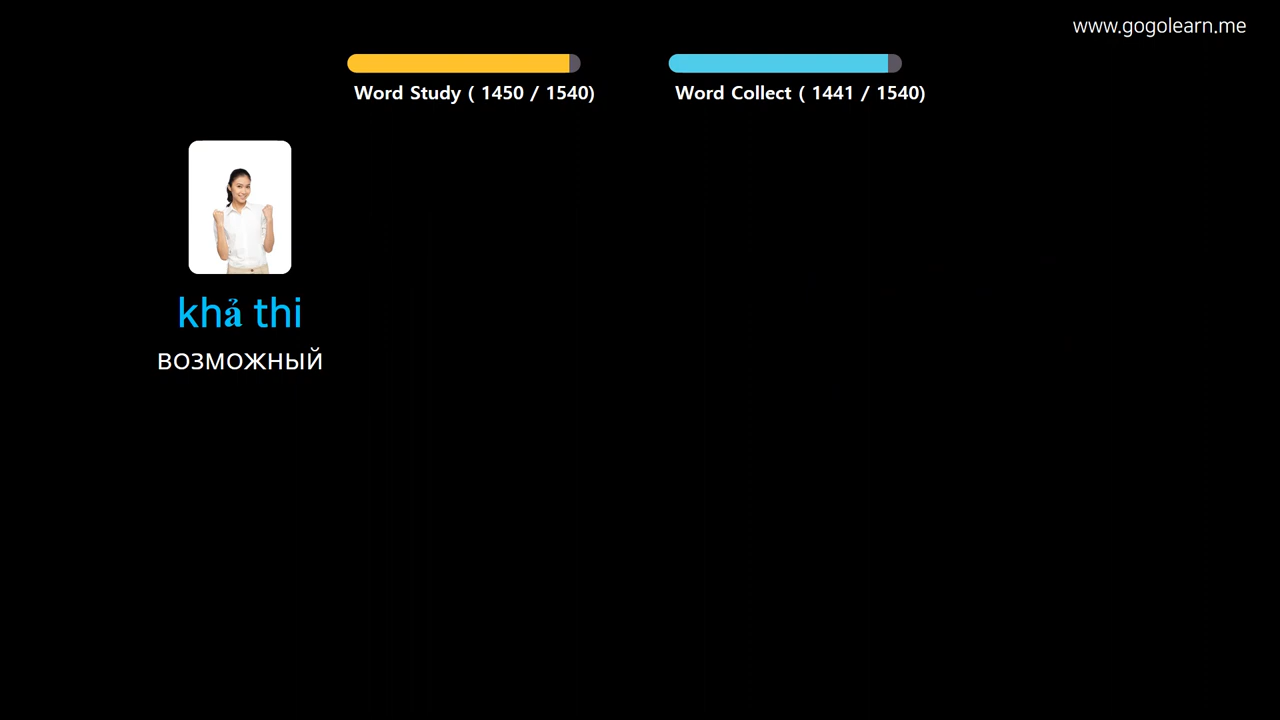 www.gogolearn.me
Word Study ( 1450 / 1540)
Word Collect ( 1441 / 1540)
khả thi
возможный